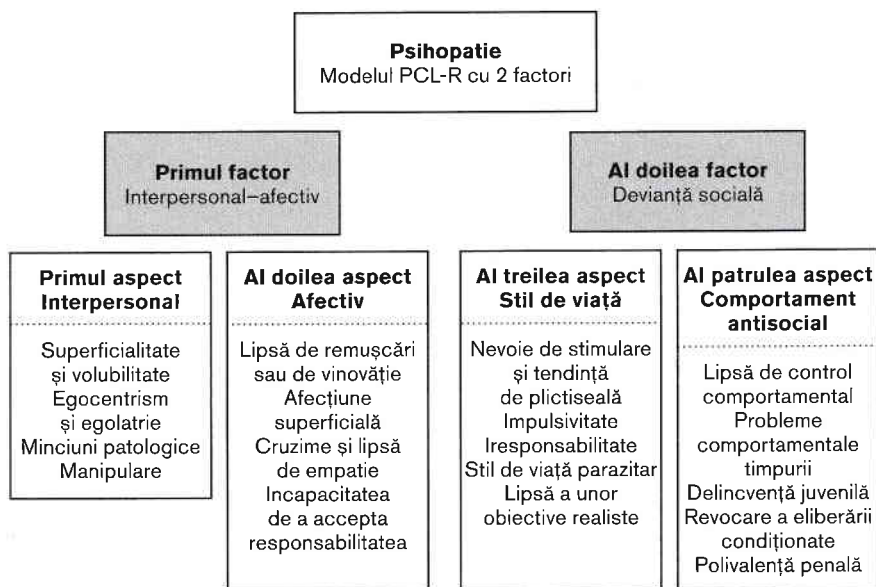 Psihopatie
Modelul PCL-R cu 2 factori
Primul factor
Interpersonal–afectiv
Al doilea factor
Devianță socială
Primul aspect
Interpersonal
Superficialitate
și volubilitate
Egocentrism
și egolatrie
Minciuni patologice
Manipulare
Al doilea aspect
Afectiv
Lipsă de remușcări
sau de vinovăție
Afecțiune
superficială
Cruzime și lipsă
de empatie
Incapacitatea
de a accepta
responsabilitatea
Al treilea aspect
Stil de viață
Nevoie de stimulare
și tendință
de plictiseală
Impulsivitate
Iresponsabilitate
Stil de viață parazitar
Lipsă a unor
obiective realiste
Al patrulea aspect
Comportament
antisocial
Lipsă de control
comportamental
Probleme
comportamentale
timpurii
Delincvență juvenilă
Revocare a eliberării
condiționate
Polivalență penală